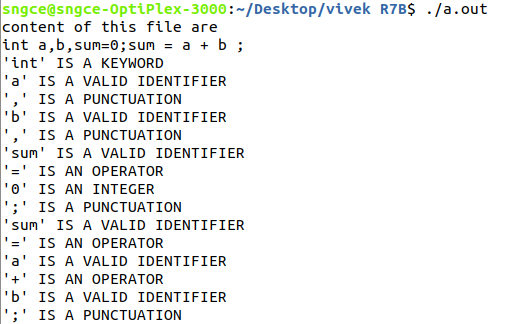 sngce@sngce-OptiPlex-3000:~/Desktop/vivek R7B$ ./a.out
content of this file are
int a,b,sum=0;sum = a + b ;
'int' IS A KEYWORD
'a' IS A VALID IDENTIFIER
',' IS A PUNCTUATION
'b' IS A VALID IDENTIFIER
',' IS A PUNCTUATION
'sum' IS A VALID IDENTIFIER
'=' IS AN OPERATOR
'0' IS AN INTEGER
';' IS A PUNCTUATION
'sum' IS A VALID IDENTIFIER
'=' IS AN OPERATOR
'a' IS A VALID IDENTIFIER
'+' IS AN OPERATOR
'b' IS A VALID IDENTIFIER
';' IS A PUNCTUATION